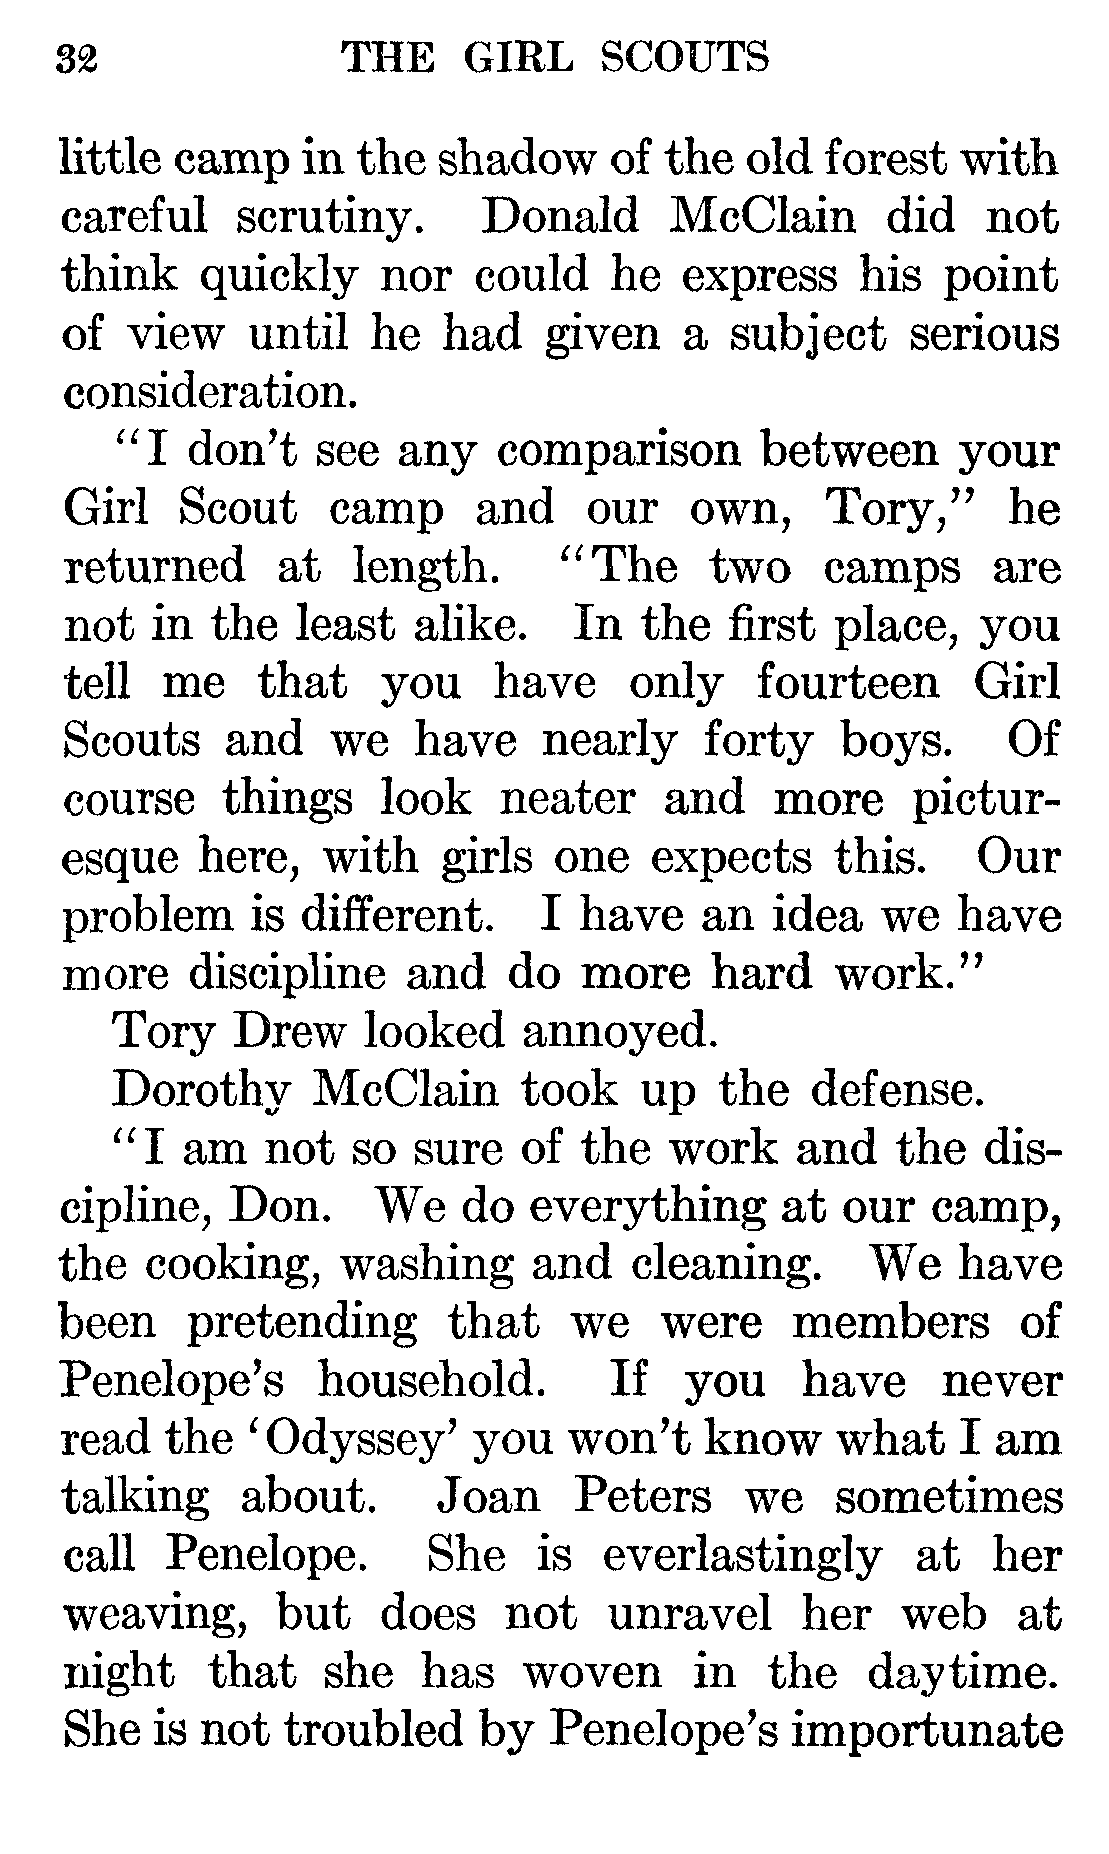 32 THE GIRL SCOUTS
little camp in the shadow of the old forest with
careful scrutiny. Donald McClain did not
think quickly nor could he express his point
of view until he had given a subject serious
consideration.
“I don’t see any comparison between your
Girl Scout camp and our own, Tory,” he
returned at length. “The two camps are
not in the least alike. In the first place, you
tell me that you have only fourteen Girl
Scouts and we have nearly forty boys. Of
course things look neater and more pictur-
esque here, with girls one expects this. Our
problem is different. I have an idea we have
more discipline and do more hard work.”
Tory Drew looked annoyed.
Dorothy McClain took up the defense.
“I am not so sure of the work and the dis-
cipline, Don. We do everything at our camp,
the cooking, washing and cleaning. We have
been pretending that we were members of
Penelope’s household. If you have never
read the ‘Odyssey’ you won’t know what I am
talking about. Joan Peters we sometimes
call Penelope. She is everlastingly at her
weaving, but does not unravel her web at
night that she has woven in the daytime.
She is not troubled by Penelope’s importunate